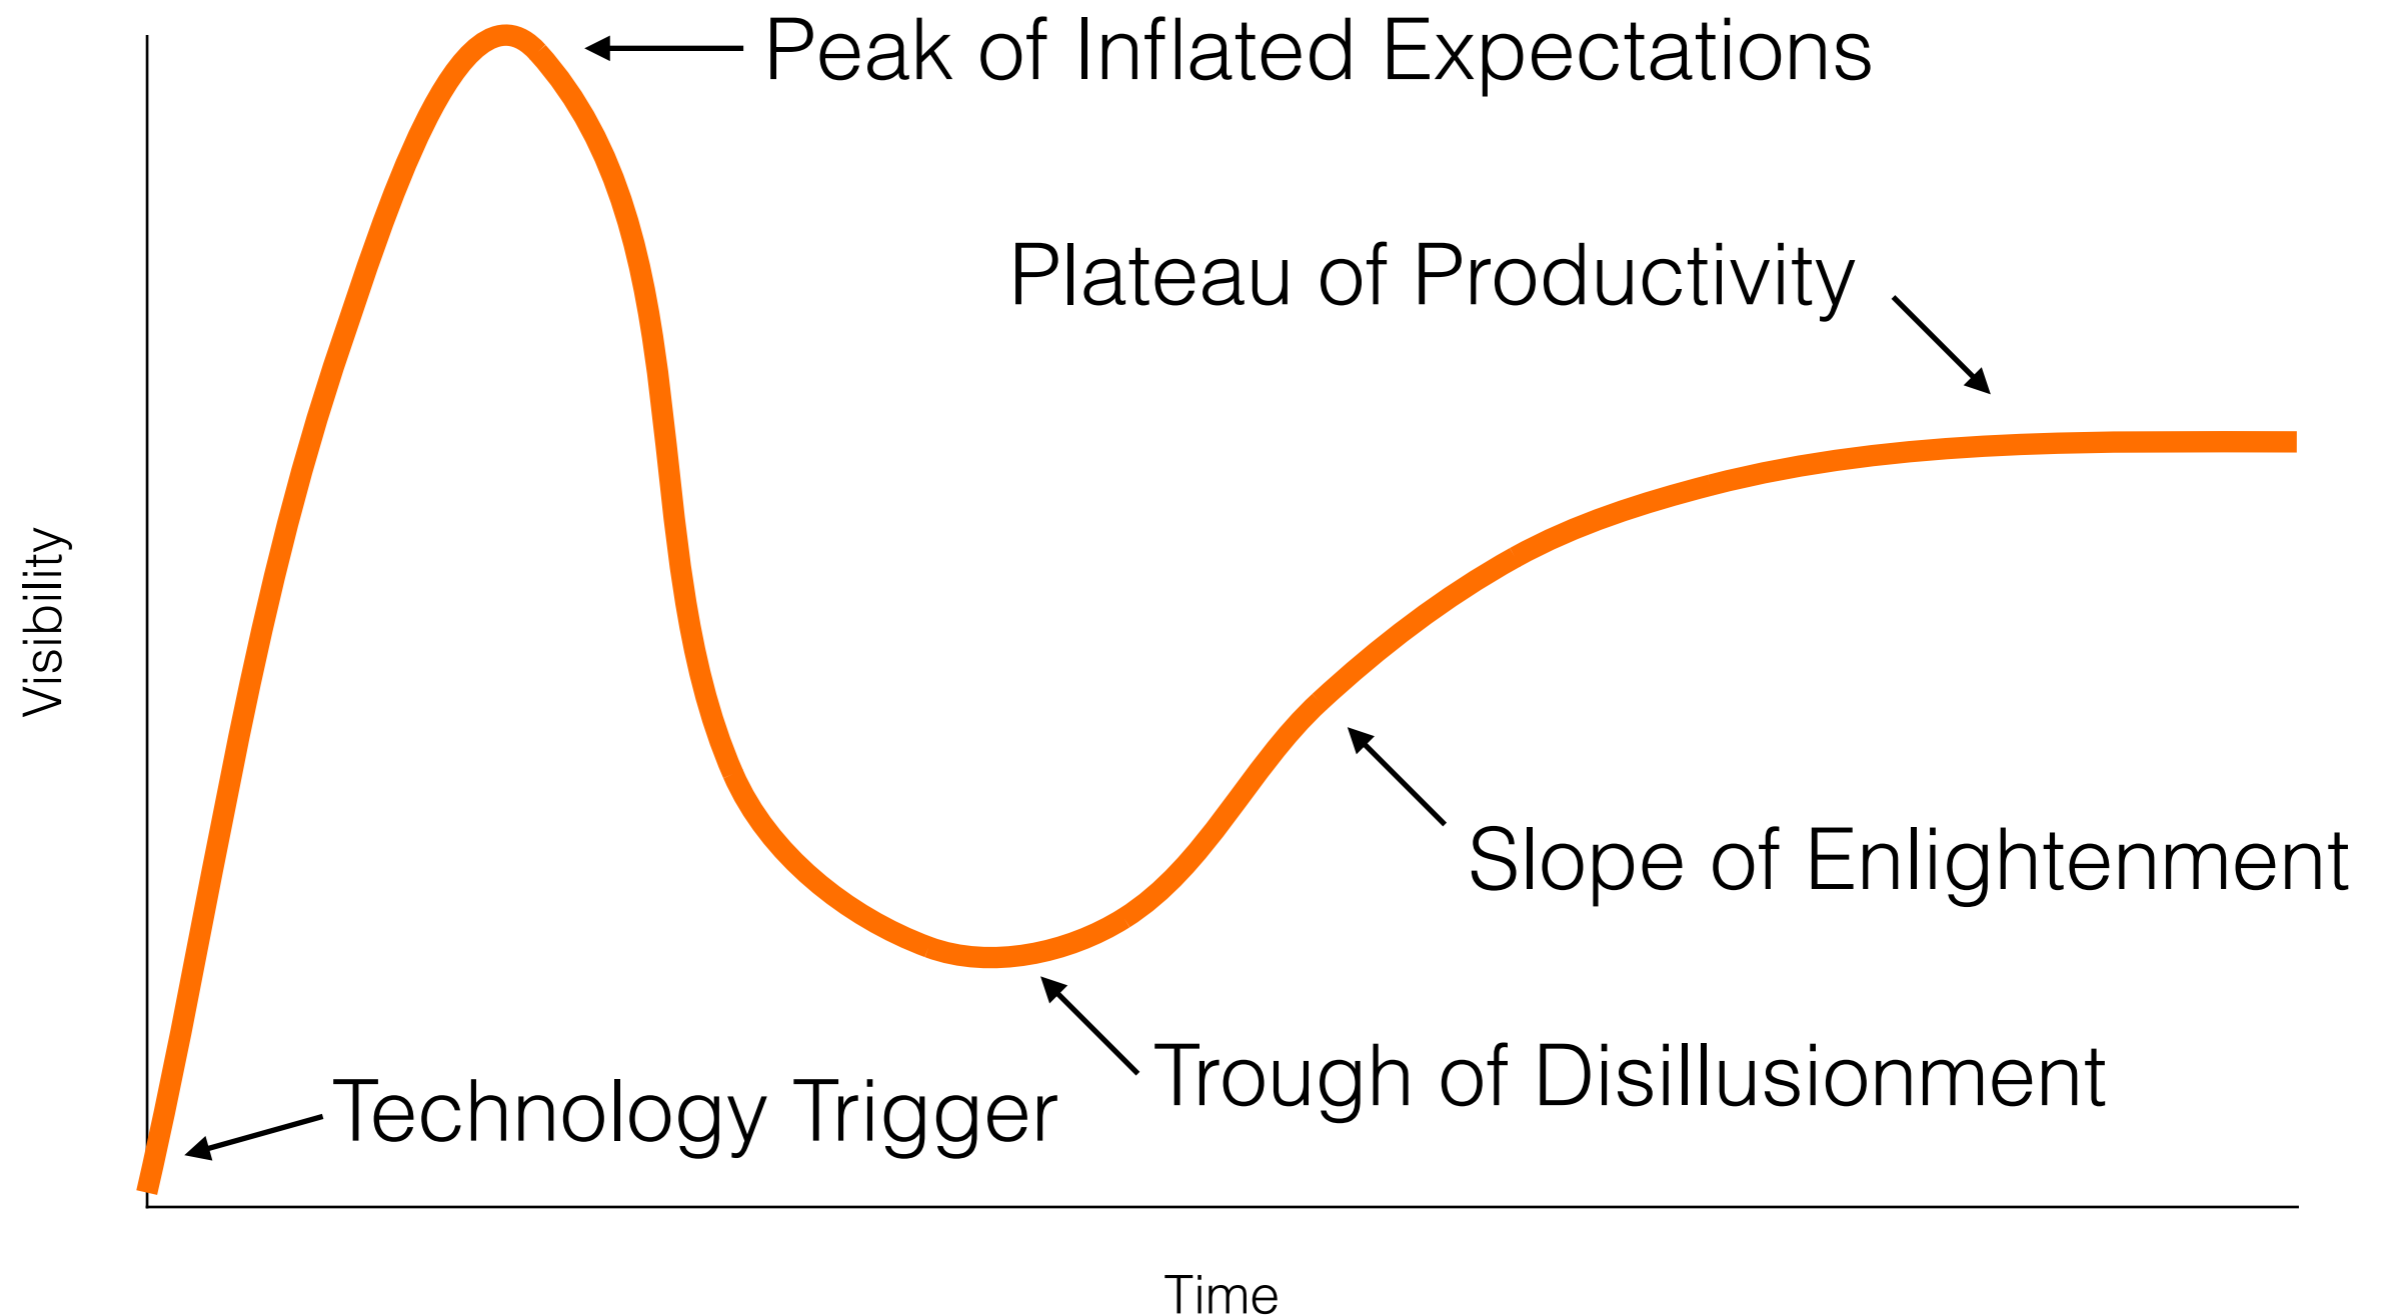 Peak of Inflated Expectations
Plateau of Productivity
Visibility
Slope of Enlightenment
Trough of Disillusionment
Technology Trigger
Time